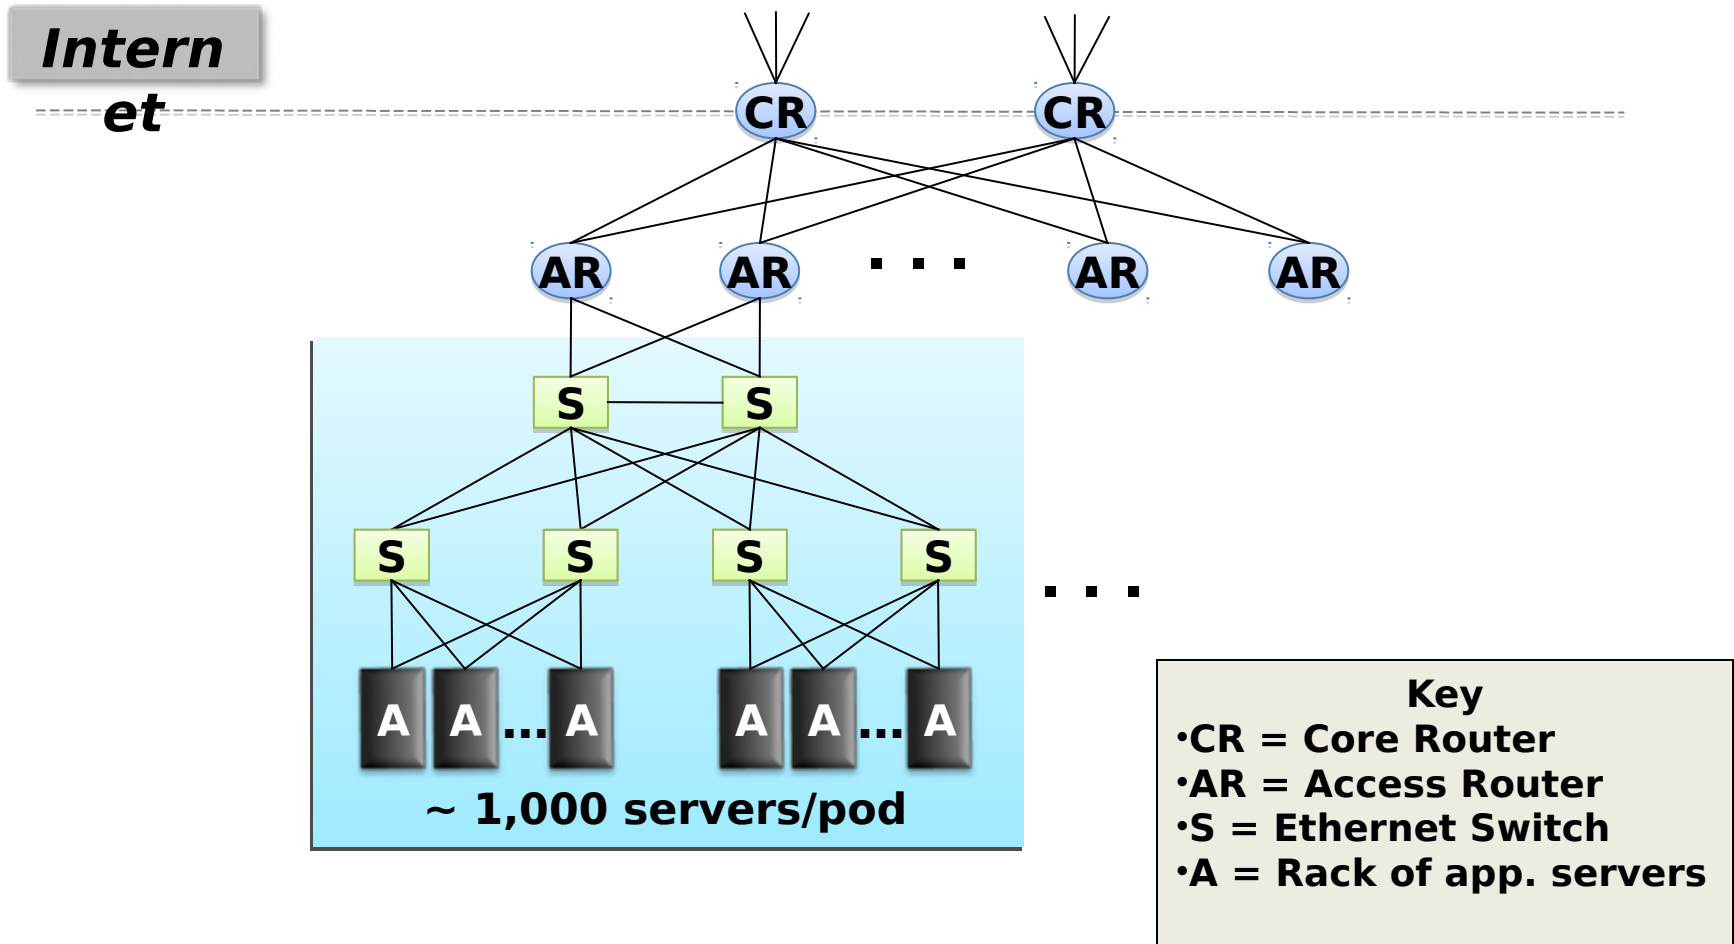 Intern
et
CR CR
AR AR . . . AR AR
S S
S S S S
. . .
A A ... A A A ... A
~ 1,000 servers/pod
Key
•CR = Core Router
•AR = Access Router
•S = Ethernet Switch
•A = Rack of app. servers